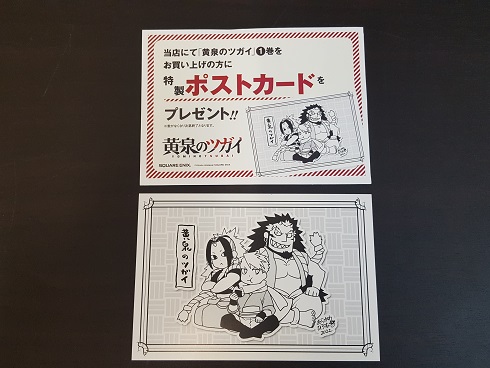 当店にて「黄泉のツガイ」①巻を
お買い上げの方に
特製ポストカードを
プレゼント!!
黄泉のツガイ
YOMINOTSUGAI
SQUARE ENIX.
黄泉のツガイ
黄泉のツガイ
2022